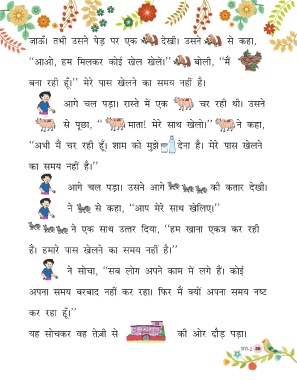 जाऊँ। तभी उसने पेड़ पर एक देखी। उसने से कहा,
"आओ, हम मिलकर कोई खेल खेलें।" बोली, "मैं
बना रही हूँ।" मेरे पास खेलने का समय नहीं है।
आगे चल पड़ा। रास्ते में एक चर रही थी। उसने
से पूछा, " माता! मेरे साथ खेलो।" ने कहा,
"अभी मैं चर रही हूँ। शाम को मुझे देना है। मेरे पास खेलने
का समय नहीं है।"
आगे चल पड़ा। उसने आगे की कतार देखी।
ने से कहा, "आप मेरे साथ खेलिए।"
ने एक साथ उत्तर दिया, "हम खाना एकत्र कर रही
हैं। हमारे पास खेलने का समय नहीं है।"
ने सोचा, "सब लोग अपने काम में लगे हैं। कोई
अपना समय बरबाद नहीं कर रहा। फिर मैं क्यों अपना समय नष्ट
कर रहा हूँ।"
यह सोचकर वह तेज़ी से की ओर दौड़ पड़ा।